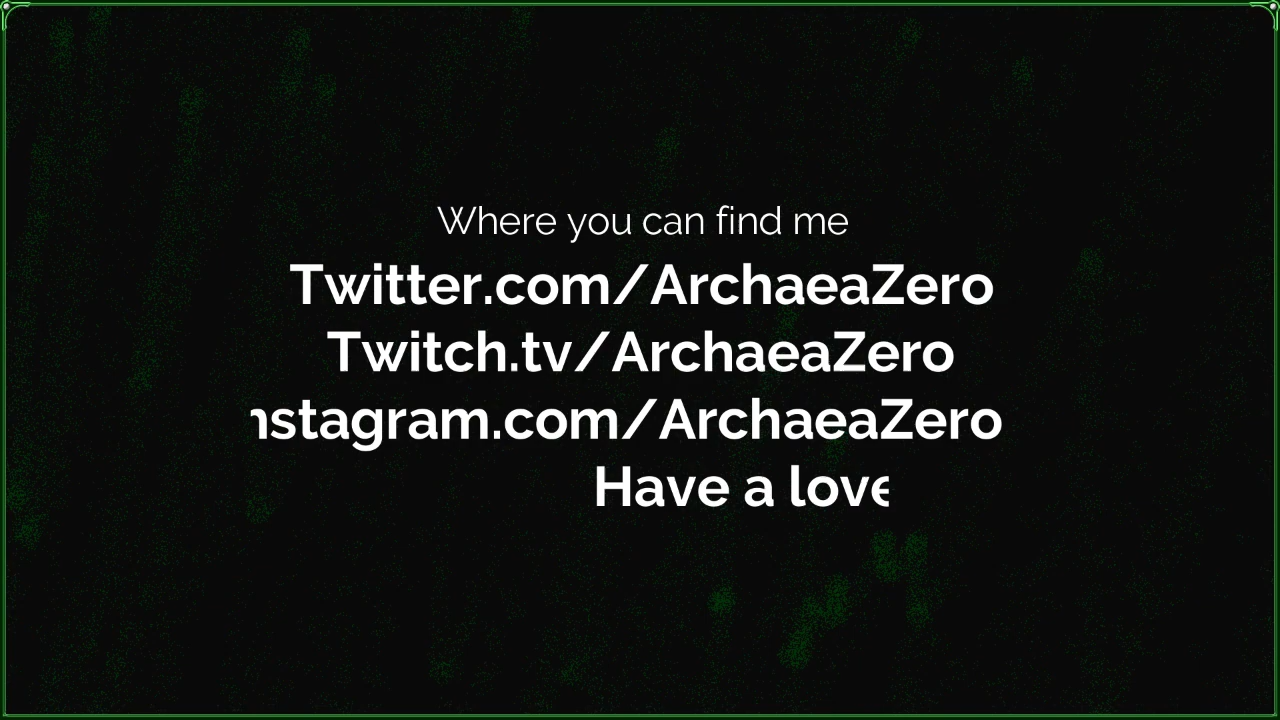 Where you can find me
Twitter.com/ArchaeaZero
Twitch.tv/ArchaeaZero
nstagram.com/ArchaeaZero
Have a love